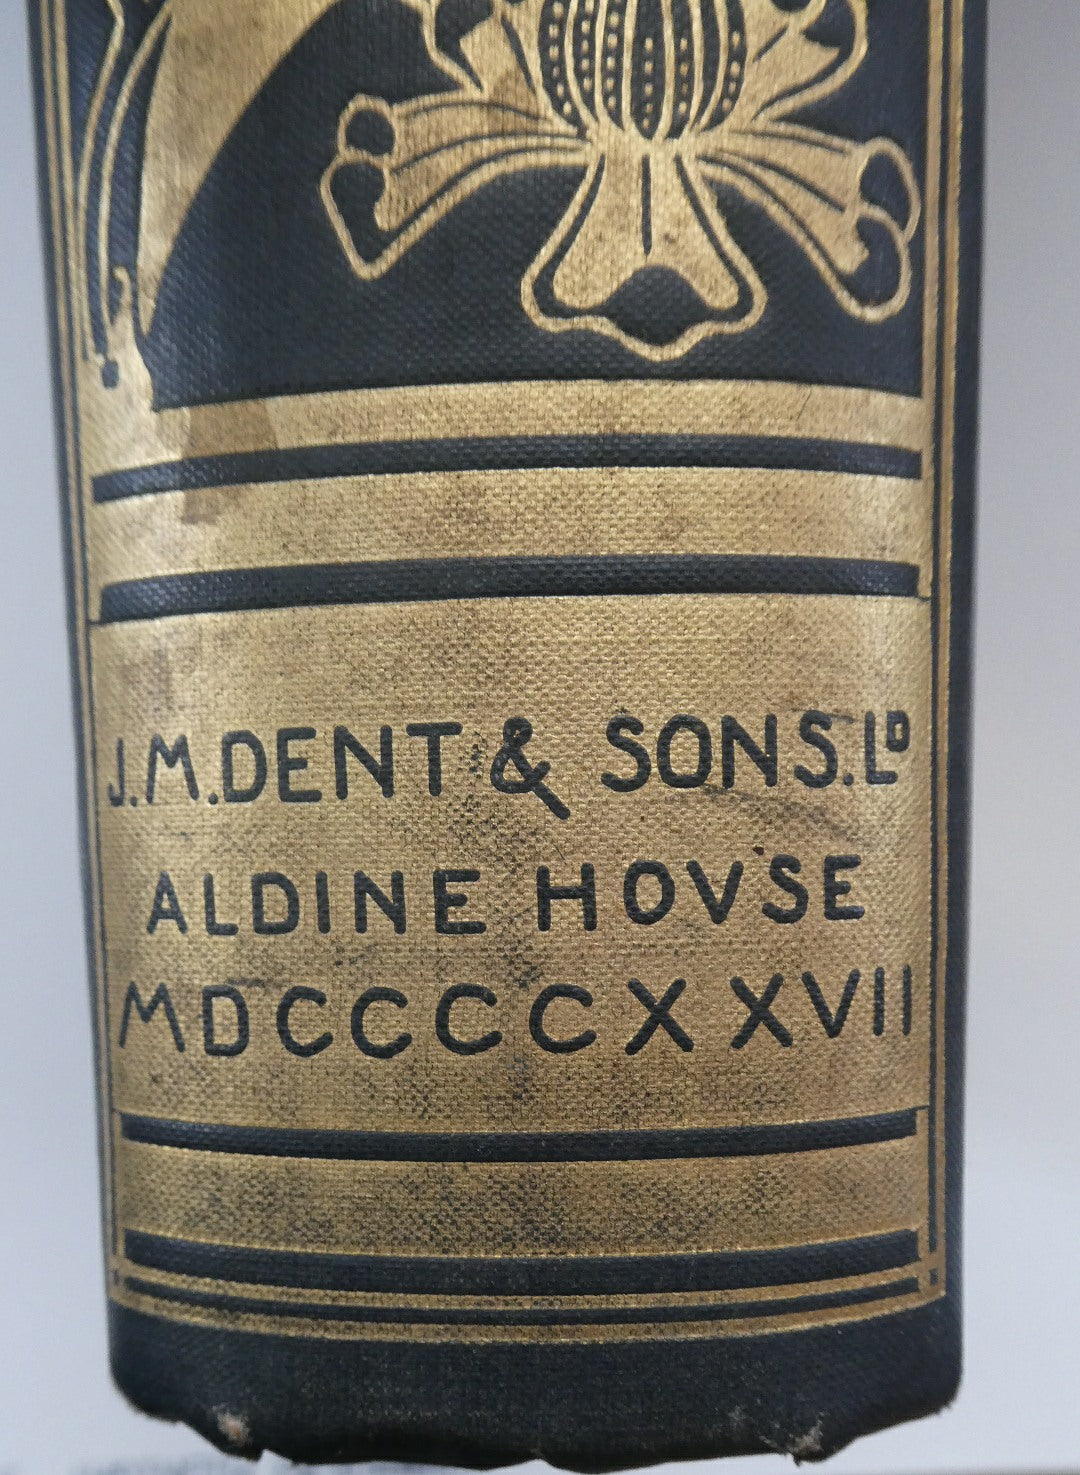 J.M.DENT & SONS.LD
ALDINE HOVSE
MDCCCCXXVII